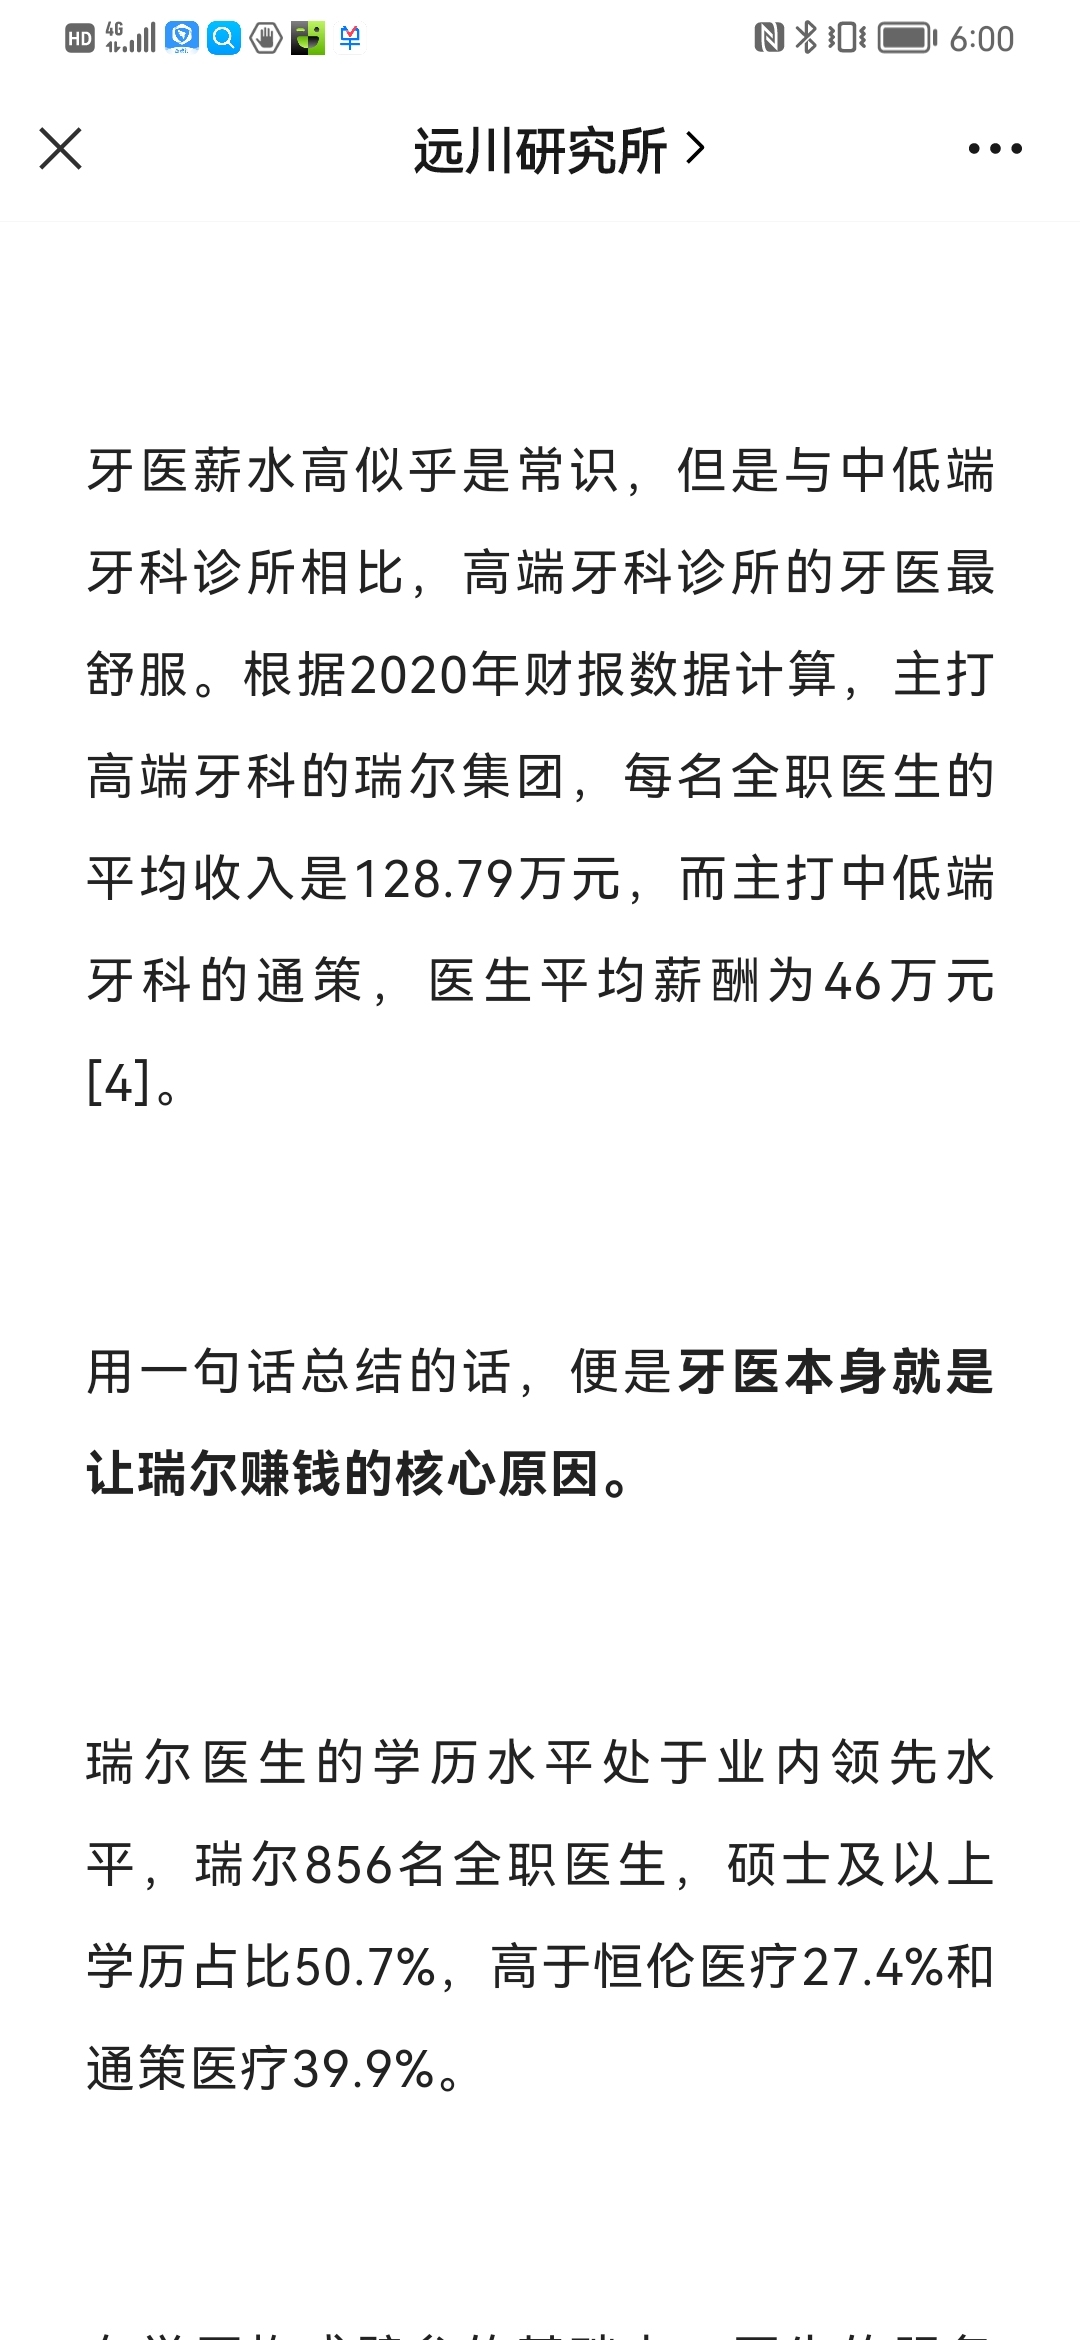 HD 4G 6:00
远川研究所
牙医薪水高似乎是常识，但是与中低端
牙科诊所相比，高端牙科诊所的牙医最
舒服。根据2020年财报数据计算，主打
高端牙科的瑞尔集团，每名全职医生的
平均收入是128.79万元，而主打中低端
牙科的通策，医生平均薪酬为46万元
[4]。
用一句话总结的话，便是牙医本身就是
让瑞尔赚钱的核心原因。
瑞尔医生的学历水平处于业内领先水
平，瑞尔856名全职医生，硕士及以上
学历占比50.7%，高于恒伦医疗27.4%和
通策医疗39.9%。